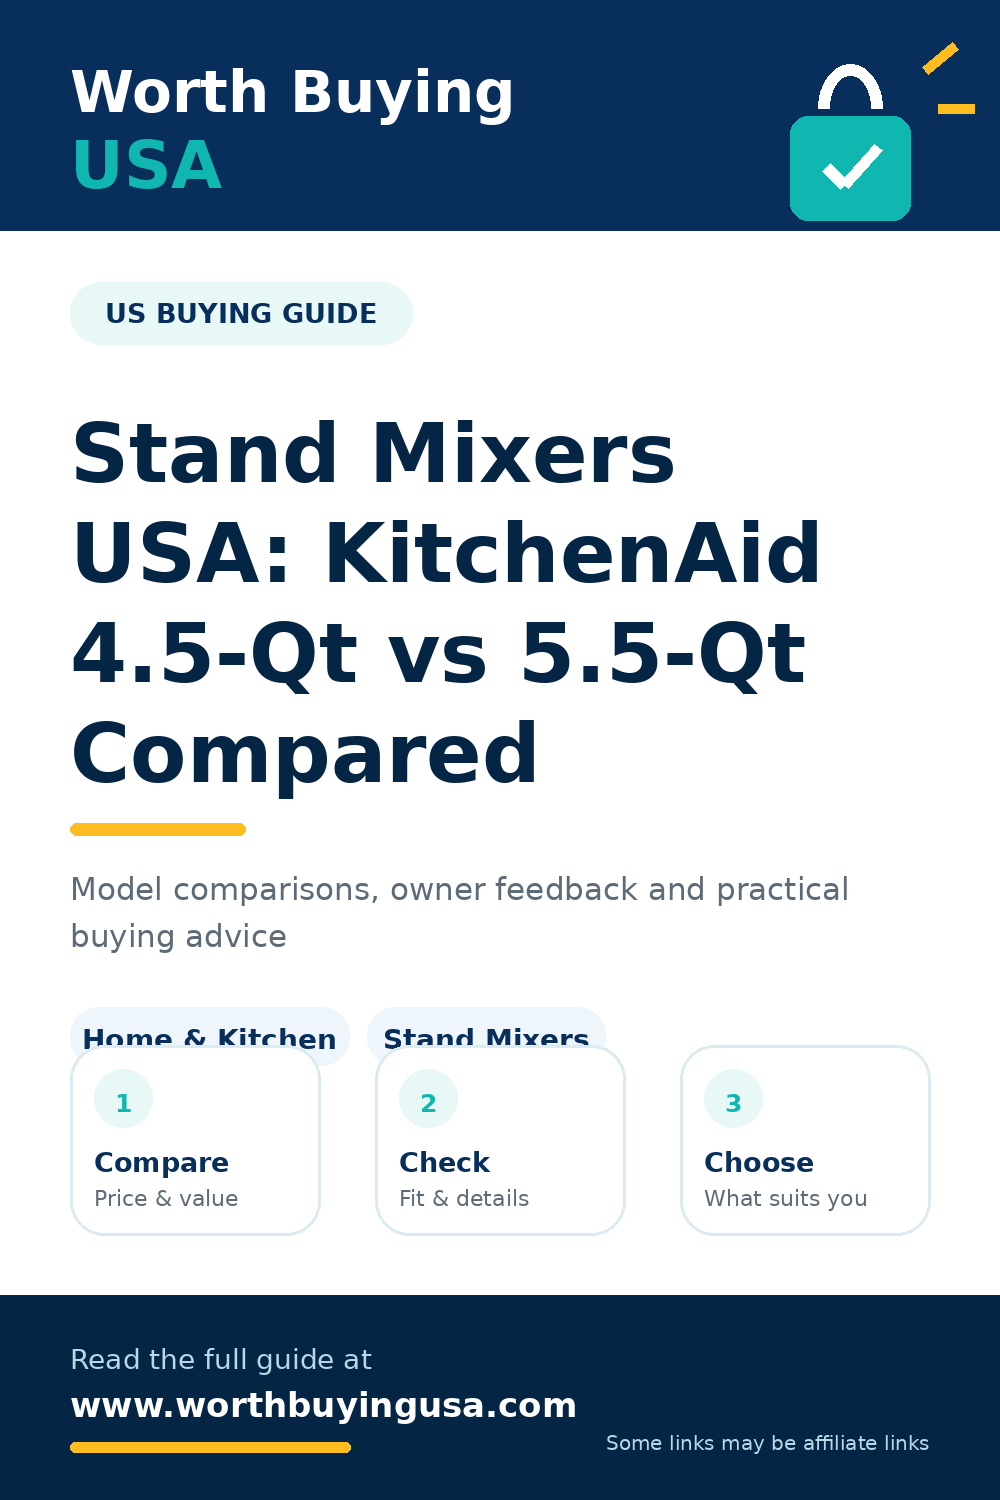 Worth Buying
USA
US BUYING GUIDE
Stand Mixers
USA: KitchenAid
4.5-Qt vs 5.5-Qt
Compared
Model comparisons, owner feedback and practical
buying advice
Home & Kitchen
Stand Mixers
1
Compare
Price & value
2
Check
Fit & details
3
Choose
What suits you
Read the full guide at
www.worthbuyingusa.com
Some links may be affiliate links